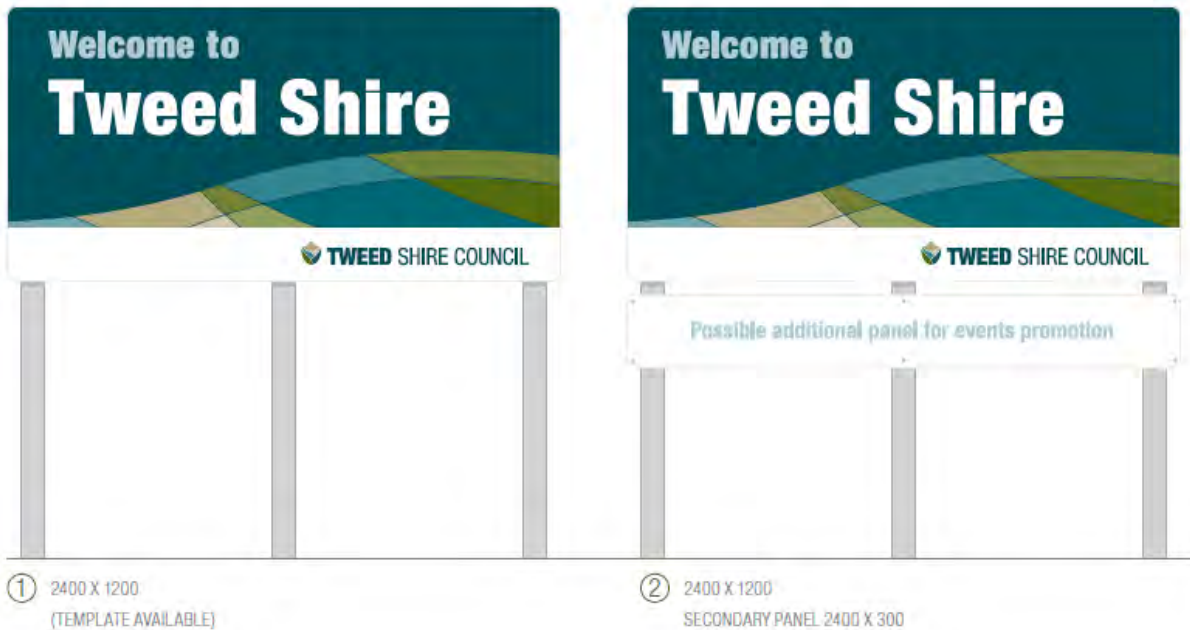 Welcome to
Tweed Shire
TWEED SHIRE COUNCIL
1 2400 X 1200
(TEMPLATE AVAILABLE)
Welcome to
Tweed Shire
TWEED SHIRE COUNCIL
Possible additional panel for events promotion
2 2400 X 1200
SECONDARY PANEL 2400 X 300